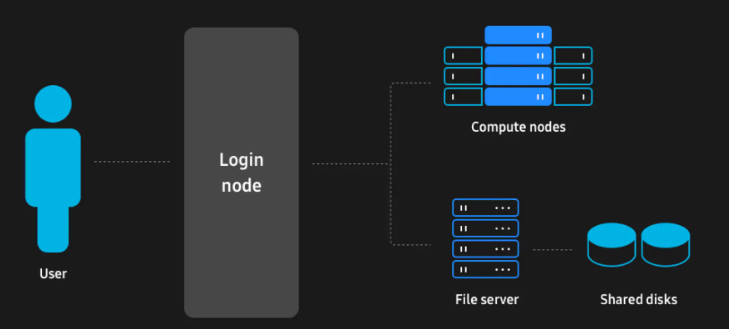 User
Login
node
Compute nodes
File server
Shared disks